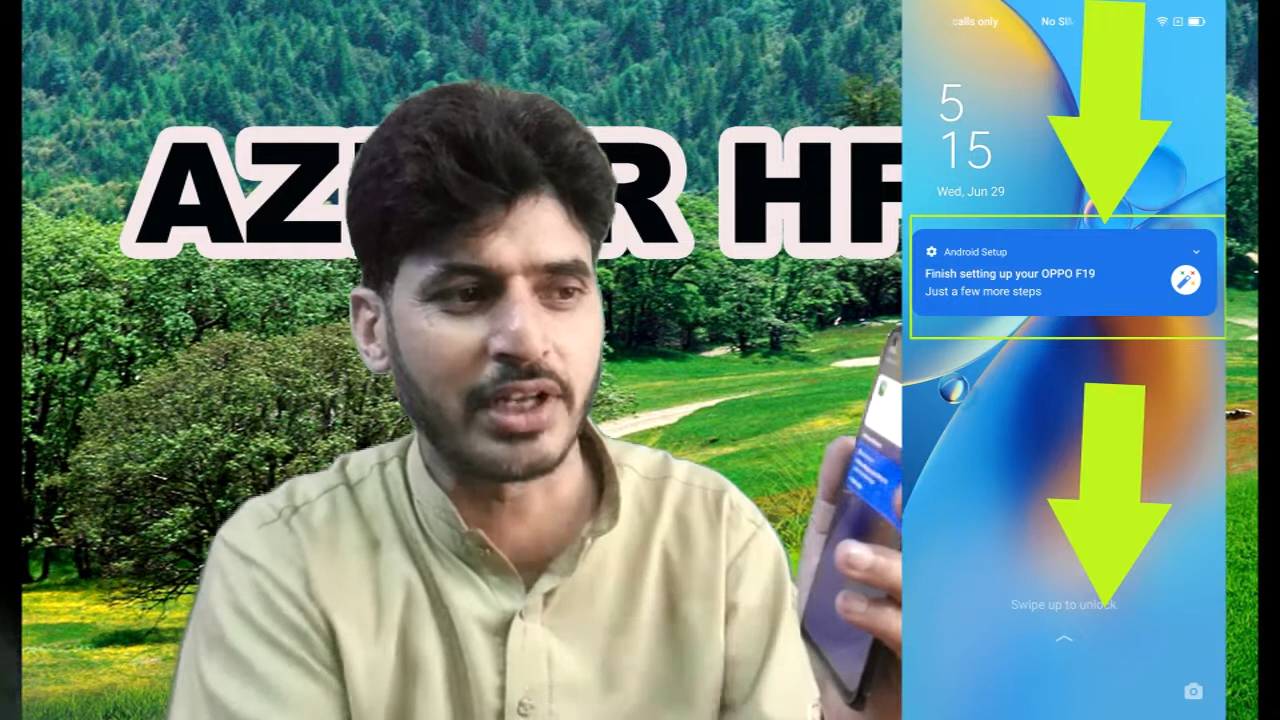 calls only
No SI
5
15
Wed, Jun 29
Android Setup
Finish setting up your OPPO F19
Just a few more steps
Swipe up to unlock